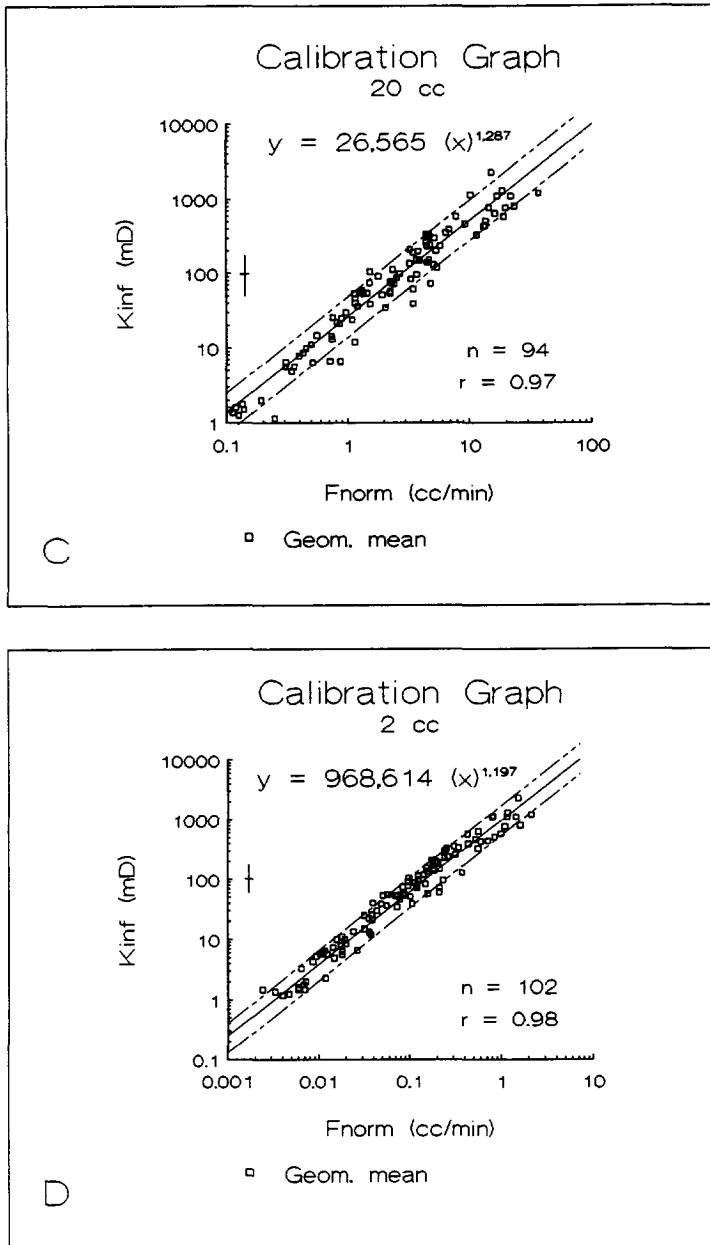 Calibration Graph
20 cc
y = 26.565 (x)^1.287
10000
1000
100
10
1
Kinf (mD)
n = 94
r = 0.97
0.1 1 10 100
Fnorm (cc/min)
Geom. mean
C
Calibration Graph
2 cc
y = 968.614 (x)^1.197
10000
1000
100
10
1
0.1
Kinf (mD)
n = 102
r = 0.98
0.001 0.01 0.1 1 10
Fnorm (cc/min)
Geom. mean
D